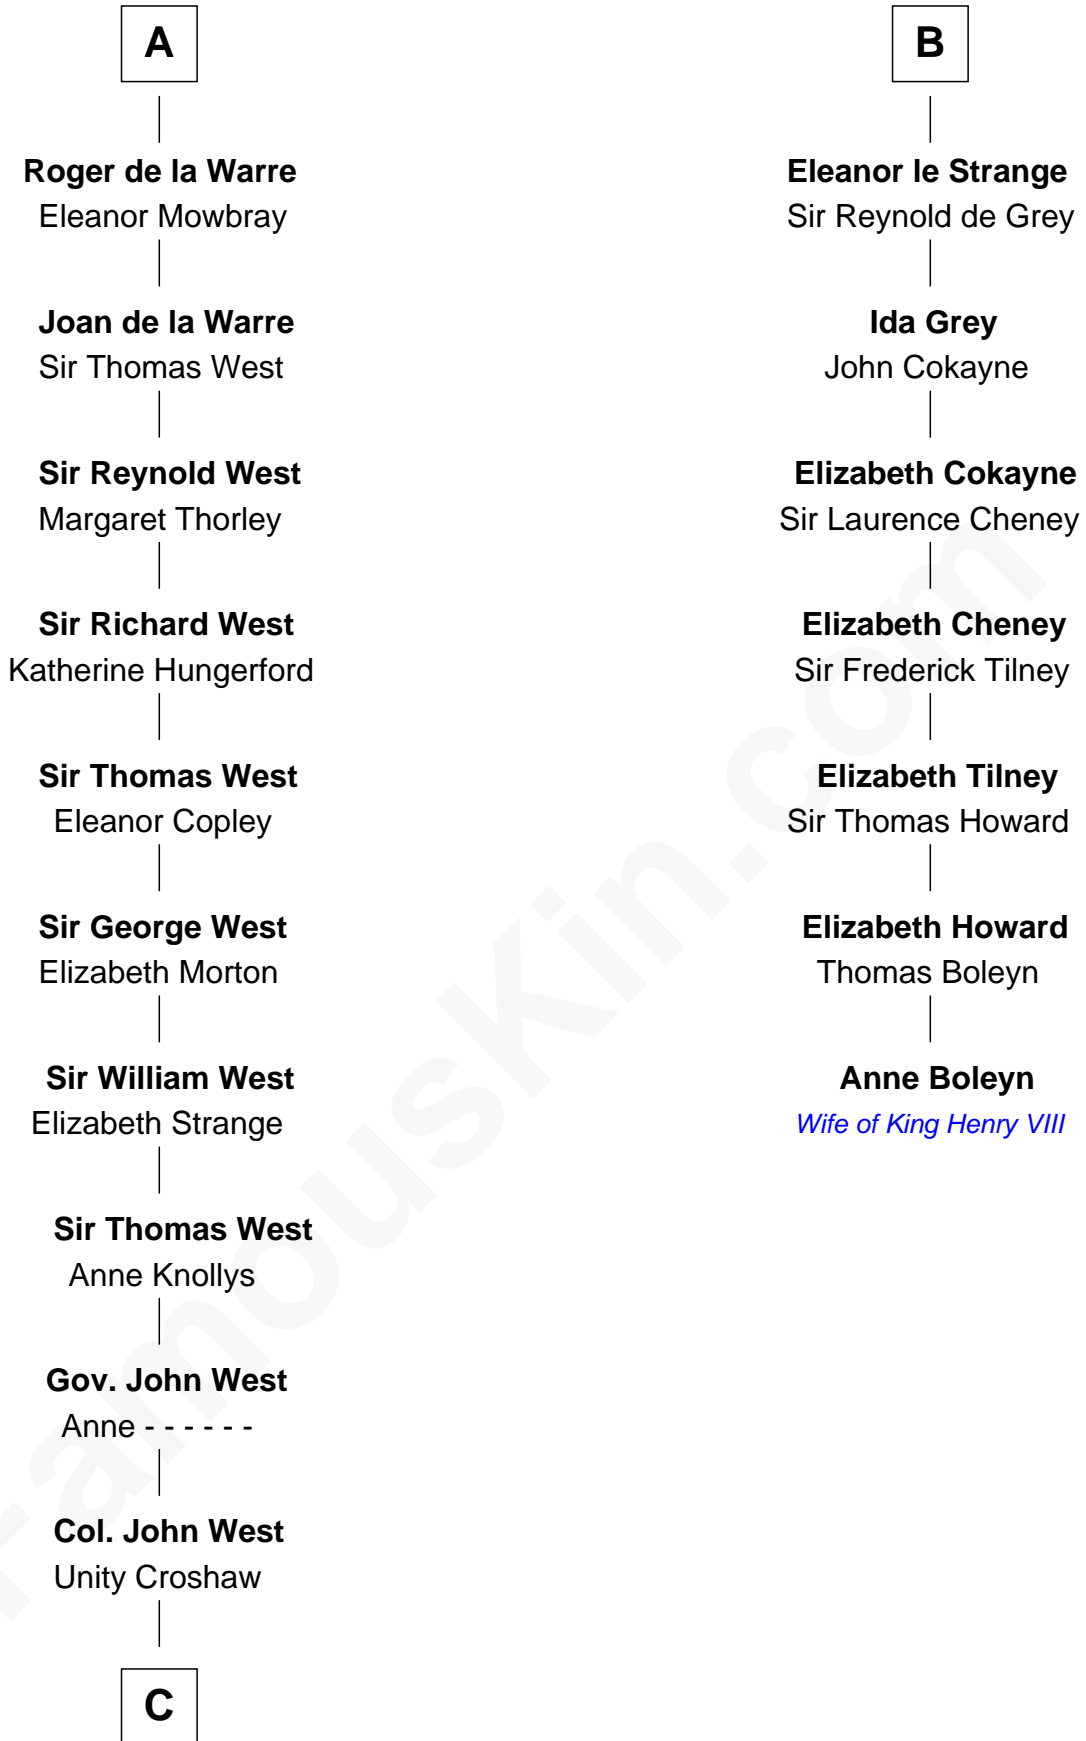 A
Roger de la Warre
Eleanor Mowbray
Joan de la Warre
Sir Thomas West
Sir Reynold West
Margaret Thorley
Sir Richard West
Katherine Hungerford
Sir Thomas West
Eleanor Copley
Sir George West
Elizabeth Morton
Sir William West
Elizabeth Strange
Sir Thomas West
Anne Knollys
Gov. John West
Anne - - - - - -
Col. John West
Unity Croshaw
C
B
Eleanor le Strange
Sir Reynold de Grey
Ida Grey
John Cokayne
Elizabeth Cokayne
Sir Laurence Cheney
Elizabeth Cheney
Sir Frederick Tilney
Elizabeth Tilney
Sir Thomas Howard
Elizabeth Howard
Thomas Boleyn
Anne Boleyn
Wife of King Henry VIII
FamousKin.com